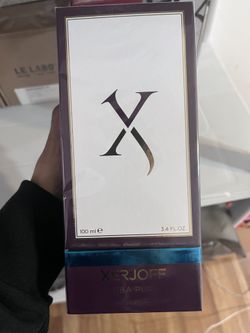 LE LABO
X
100 ml e 3.4 FL.OZ.
XERJOFF